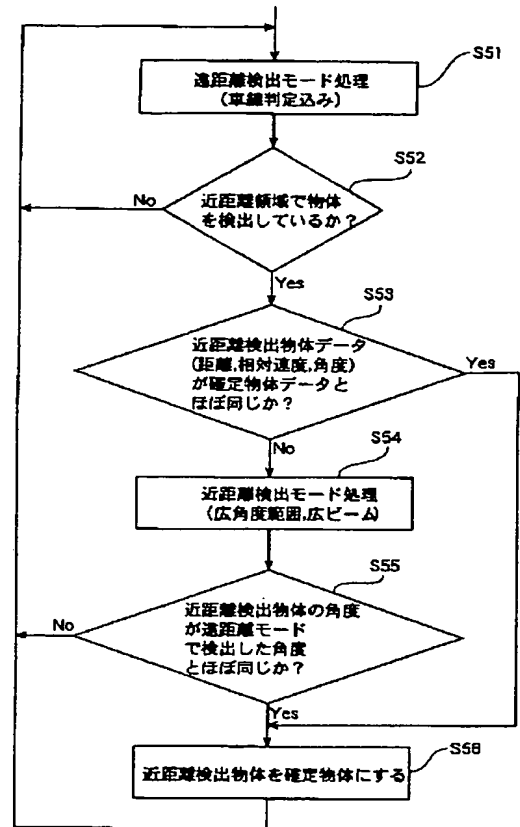 S51
遠距離検出モード処理
(車線判定込み)
S52
近距離領域で物体
を検出しているか？
No
Yes
S53
近距離検出物体データ
(距離,相対速度,角度)
が確定物体データと
ほぼ同じか？
Yes
No
S54
近距離検出モード処理
(広角度範囲,広ビーム)
S55
近距離検出物体の角度
が遠距離モード
で検出した角度
とほぼ同じか？
No
Yes
S56
近距離検出物体を確定物体にする